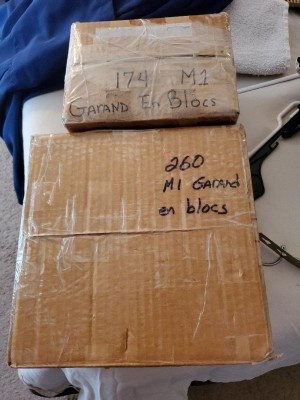 174 M1
Garand En Blocs
260
M1 Garand
en blocs